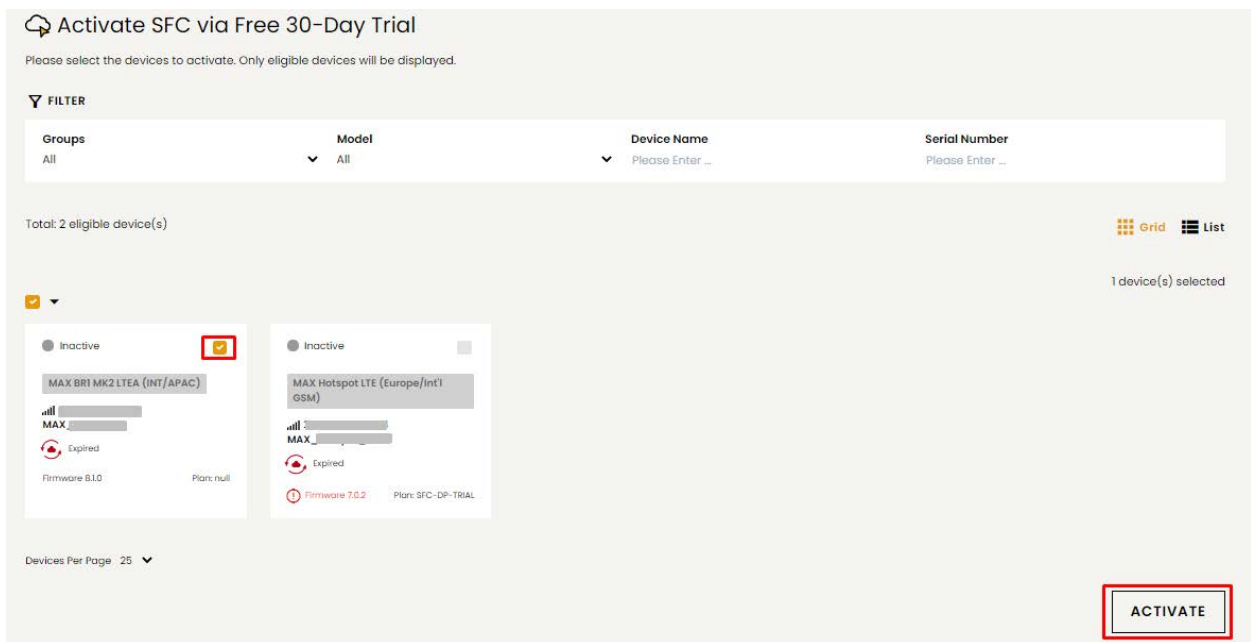 Activate SFC via Free 30-Day Trial
Please select the devices to activate. Only eligible devices will be displayed.
FILTER
Groups Model Device Name Serial Number
All All Please Enter ... Please Enter ...
Total: 2 eligible device(s)
Grid List
1 device(s) selected
Inactive
MAX BR1 MK2 LTEA (INT/APAC)
MAX_
Expired
Firmware 8.1.0 Plan: null
Inactive
MAX Hotspot LTE (Europe/Int'l
GSM)
MAX_
Expired
Firmware 7.0.2 Plan: SFC-DP-TRIAL
Devices Per Page 25
ACTIVATE